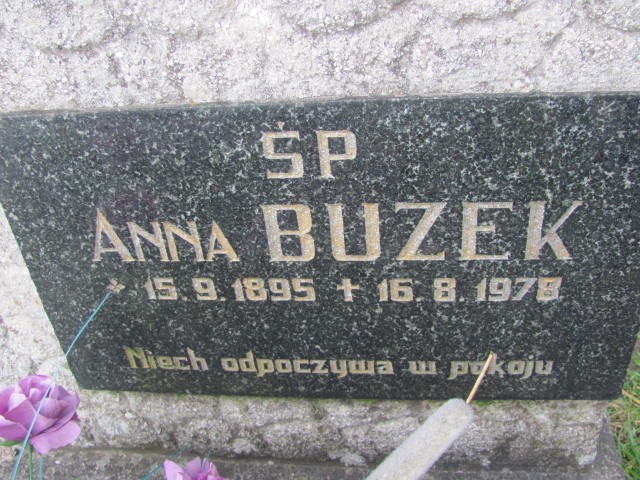 ŚP
ANNA BUZEK
* 15.9.1895 + 16.8.1978
Niech odpoczywa w pokoju